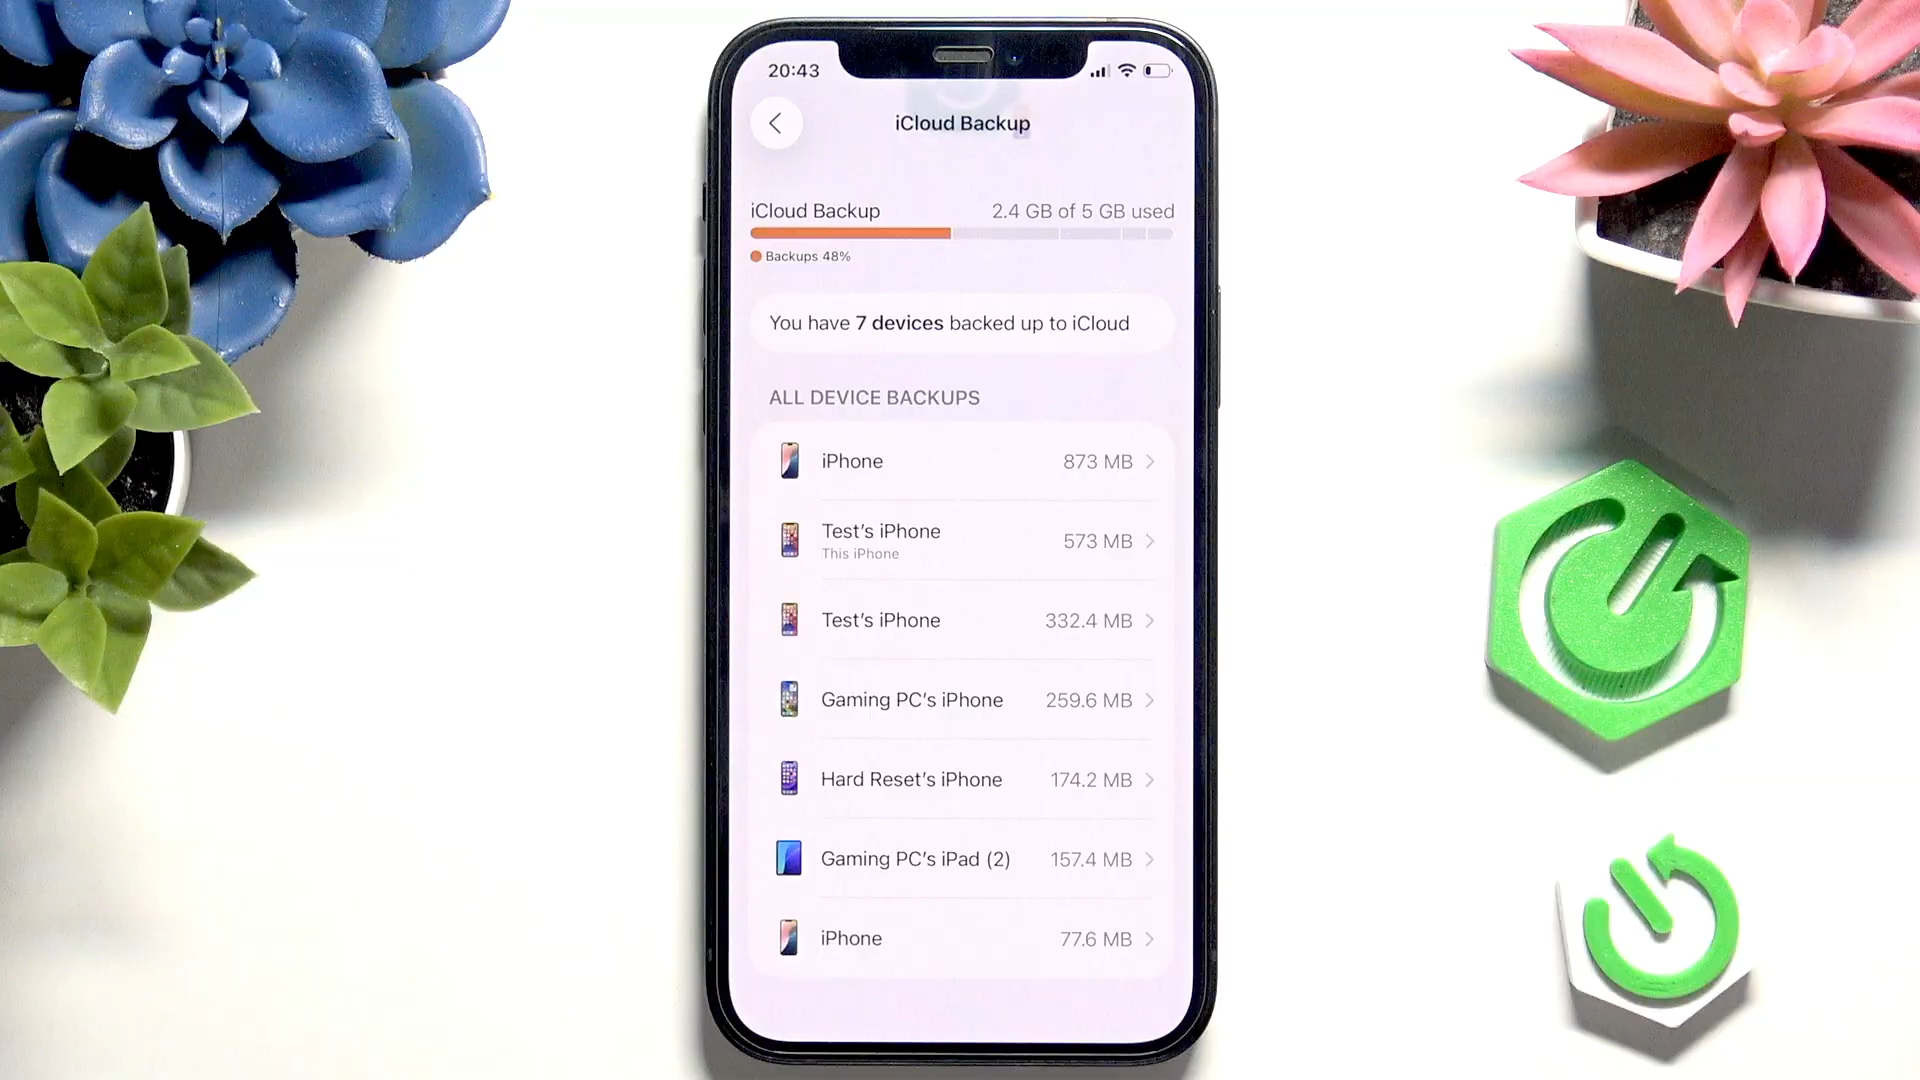 20:43
iCloud Backup
iCloud Backup 2.4 GB of 5 GB used
Backups 48%
You have 7 devices backed up to iCloud
ALL DEVICE BACKUPS
iPhone 873 MB
Test's iPhone 573 MB
This iPhone
Test's iPhone 332.4 MB
Gaming PC's iPhone 259.6 MB
Hard Reset's iPhone 174.2 MB
Gaming PC's iPad (2) 157.4 MB
iPhone 77.6 MB